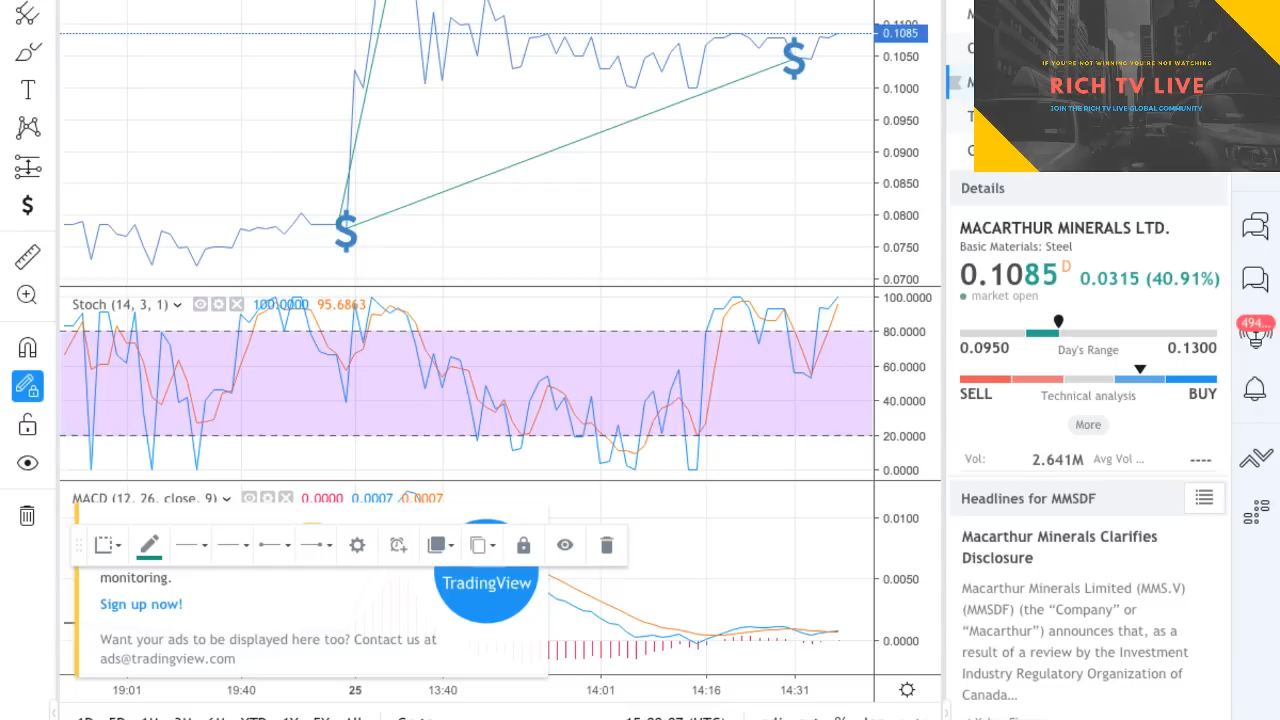 0.1100
0.1085
0.1050
0.1000
0.0950
0.0900
0.0850
0.0800
0.0750
0.0700
$
$
T
$
Stoch (14, 3, 1) 100.0000 95.6863
100.0000
80.0000
60.0000
40.0000
20.0000
0.0000
MACD (12, 26, close, 9) 0.0000 0.0007 0.0007
0.0100
0.0050
0.0000
monitoring.
Sign up now!
Want your ads to be displayed here too? Contact us at
ads@tradingview.com
TradingView
19:01 19:40 25 13:40 14:01 14:16 14:31
IF YOU'RE NOT WINNING YOU'RE NOT WATCHING
RICH TV LIVE
JOIN THE RICH TV LIVE GLOBAL COMMUNITY
Details
MACARTHUR MINERALS LTD.
Basic Materials: Steel
0.1085 D 0.0315 (40.91%)
market open
0.0950 Day's Range 0.1300
SELL Technical analysis BUY
More
Vol: 2.641M Avg Vol ... ----
Headlines for MMSDF
Macarthur Minerals Clarifies
Disclosure
Macarthur Minerals Limited (MMS.V)
(MMSDF) (the “Company” or
“Macarthur”) announces that, as a
result of a review by the Investment
Industry Regulatory Organization of
Canada...
494...